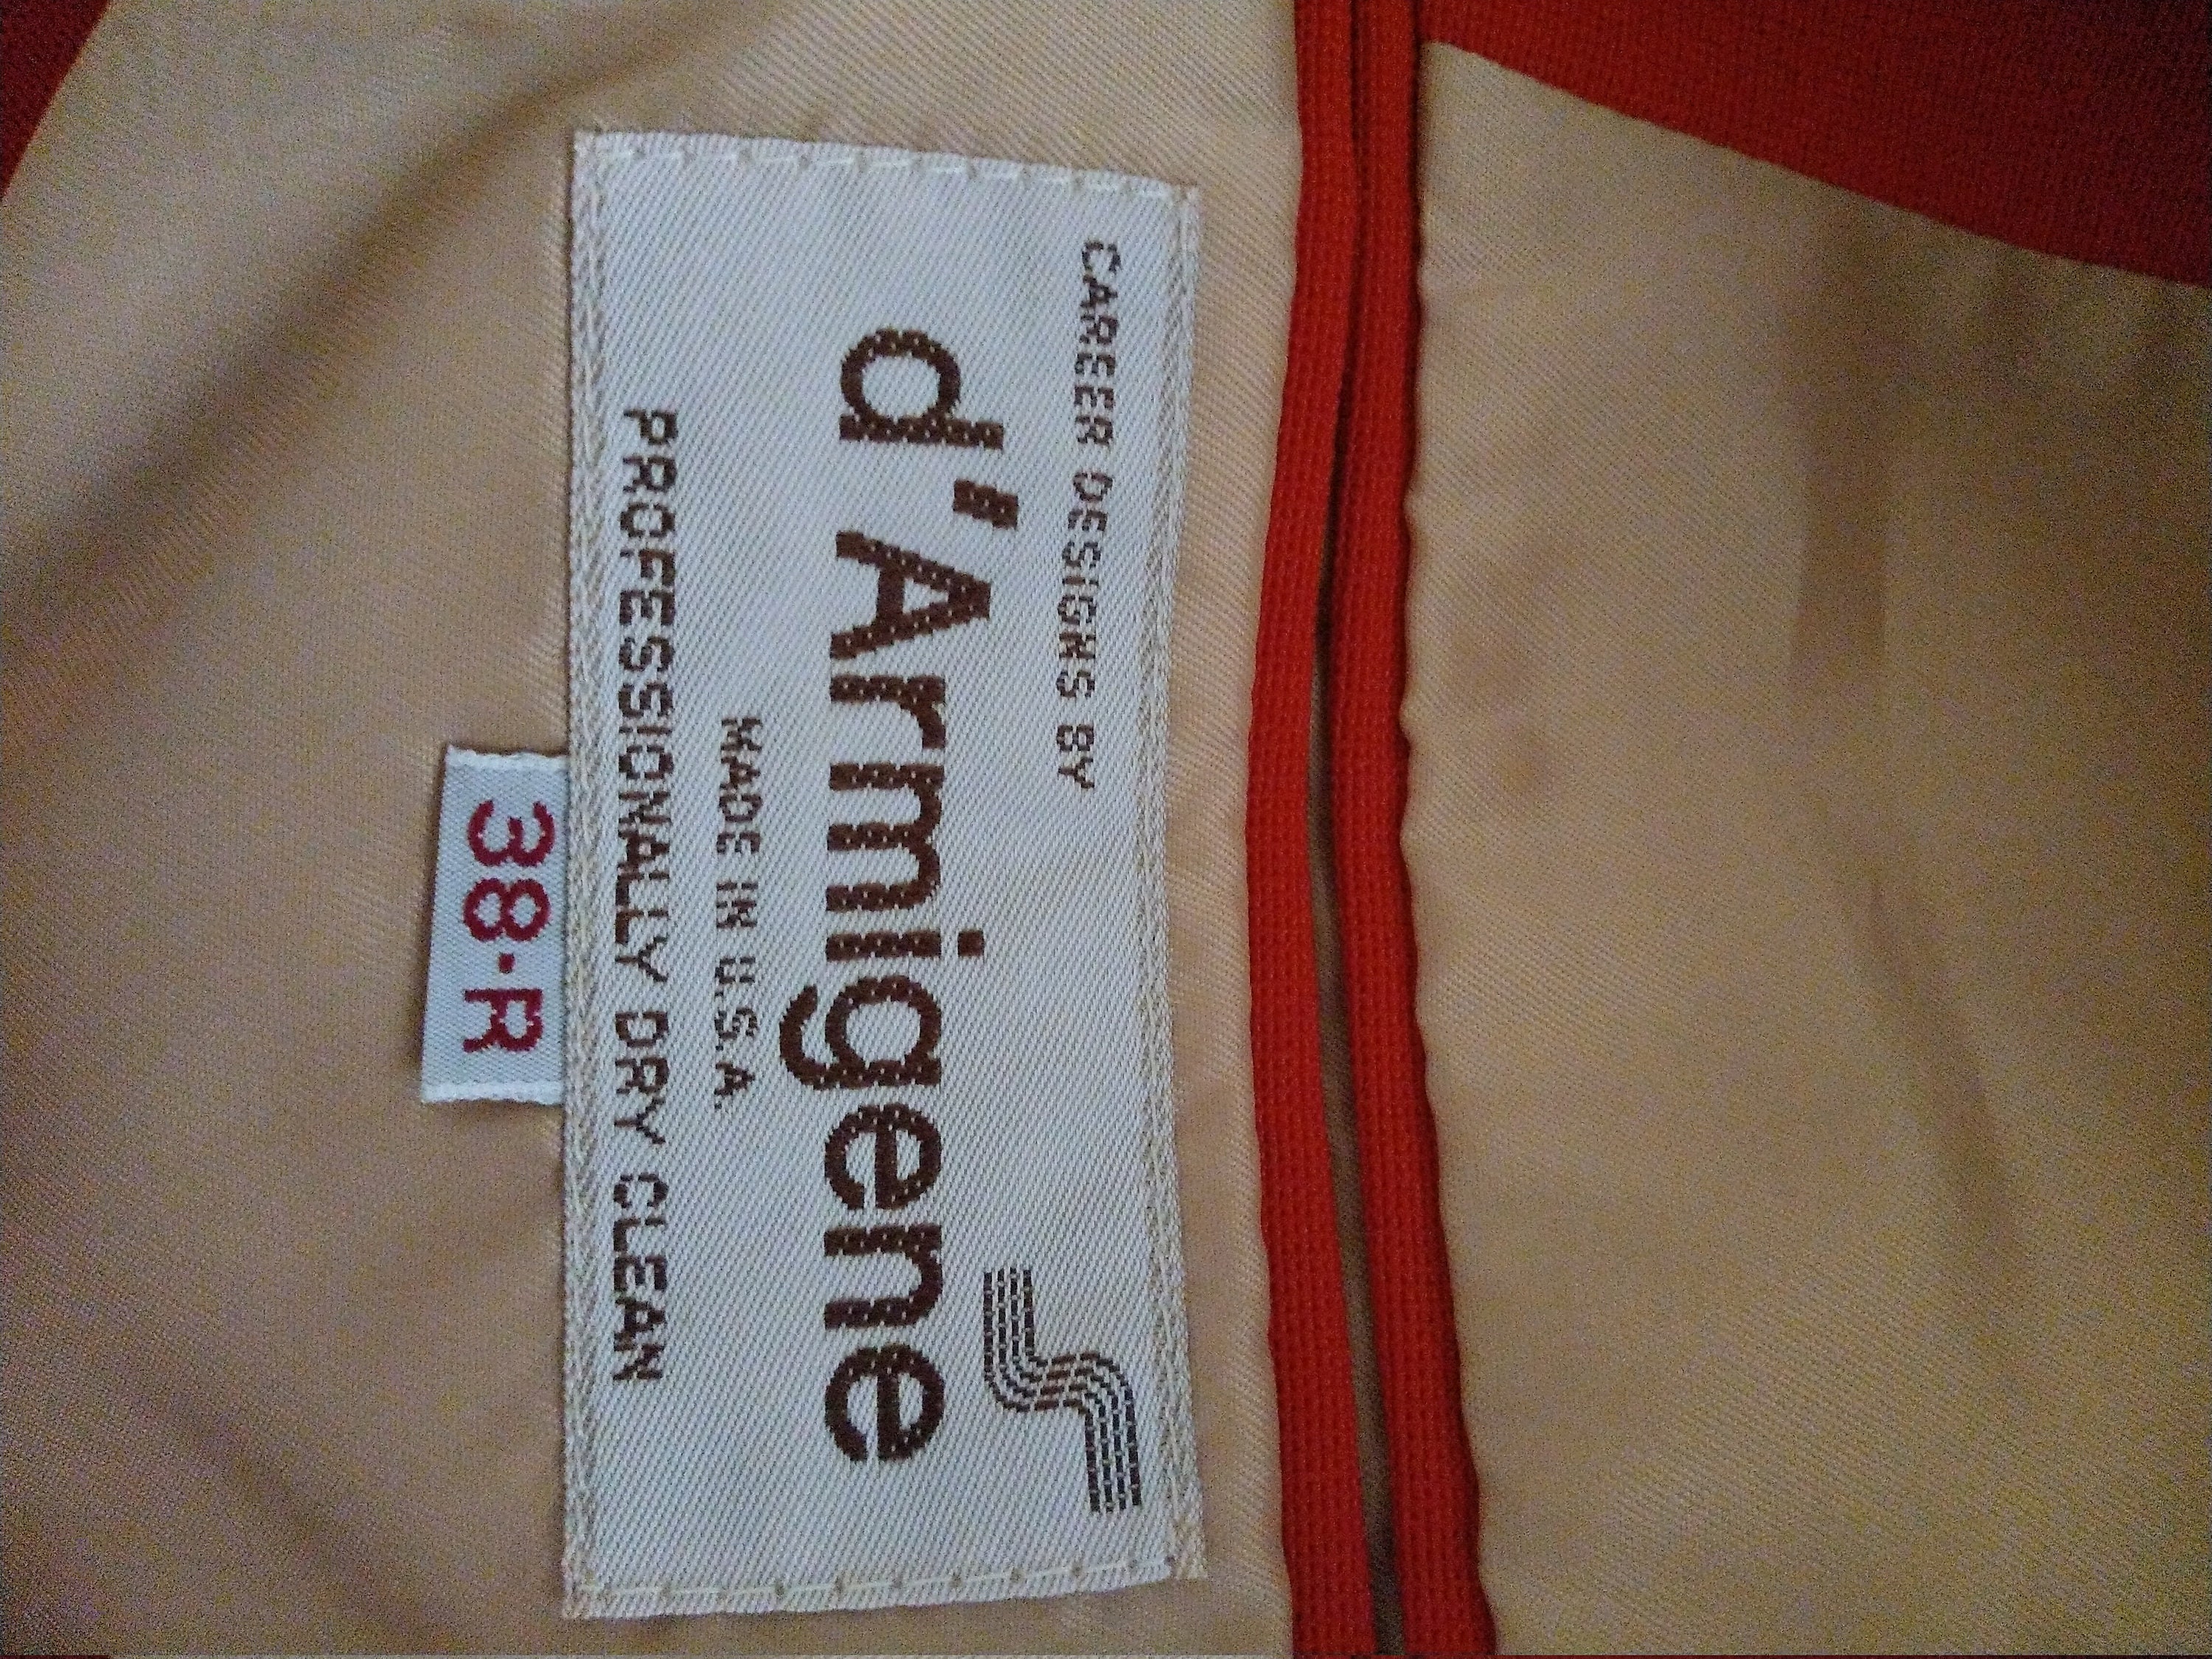 CAREER DESIGNS BY
d'Armigene
MADE IN U.S.A.
PROFESSIONALLY DRY CLEAN
38·R